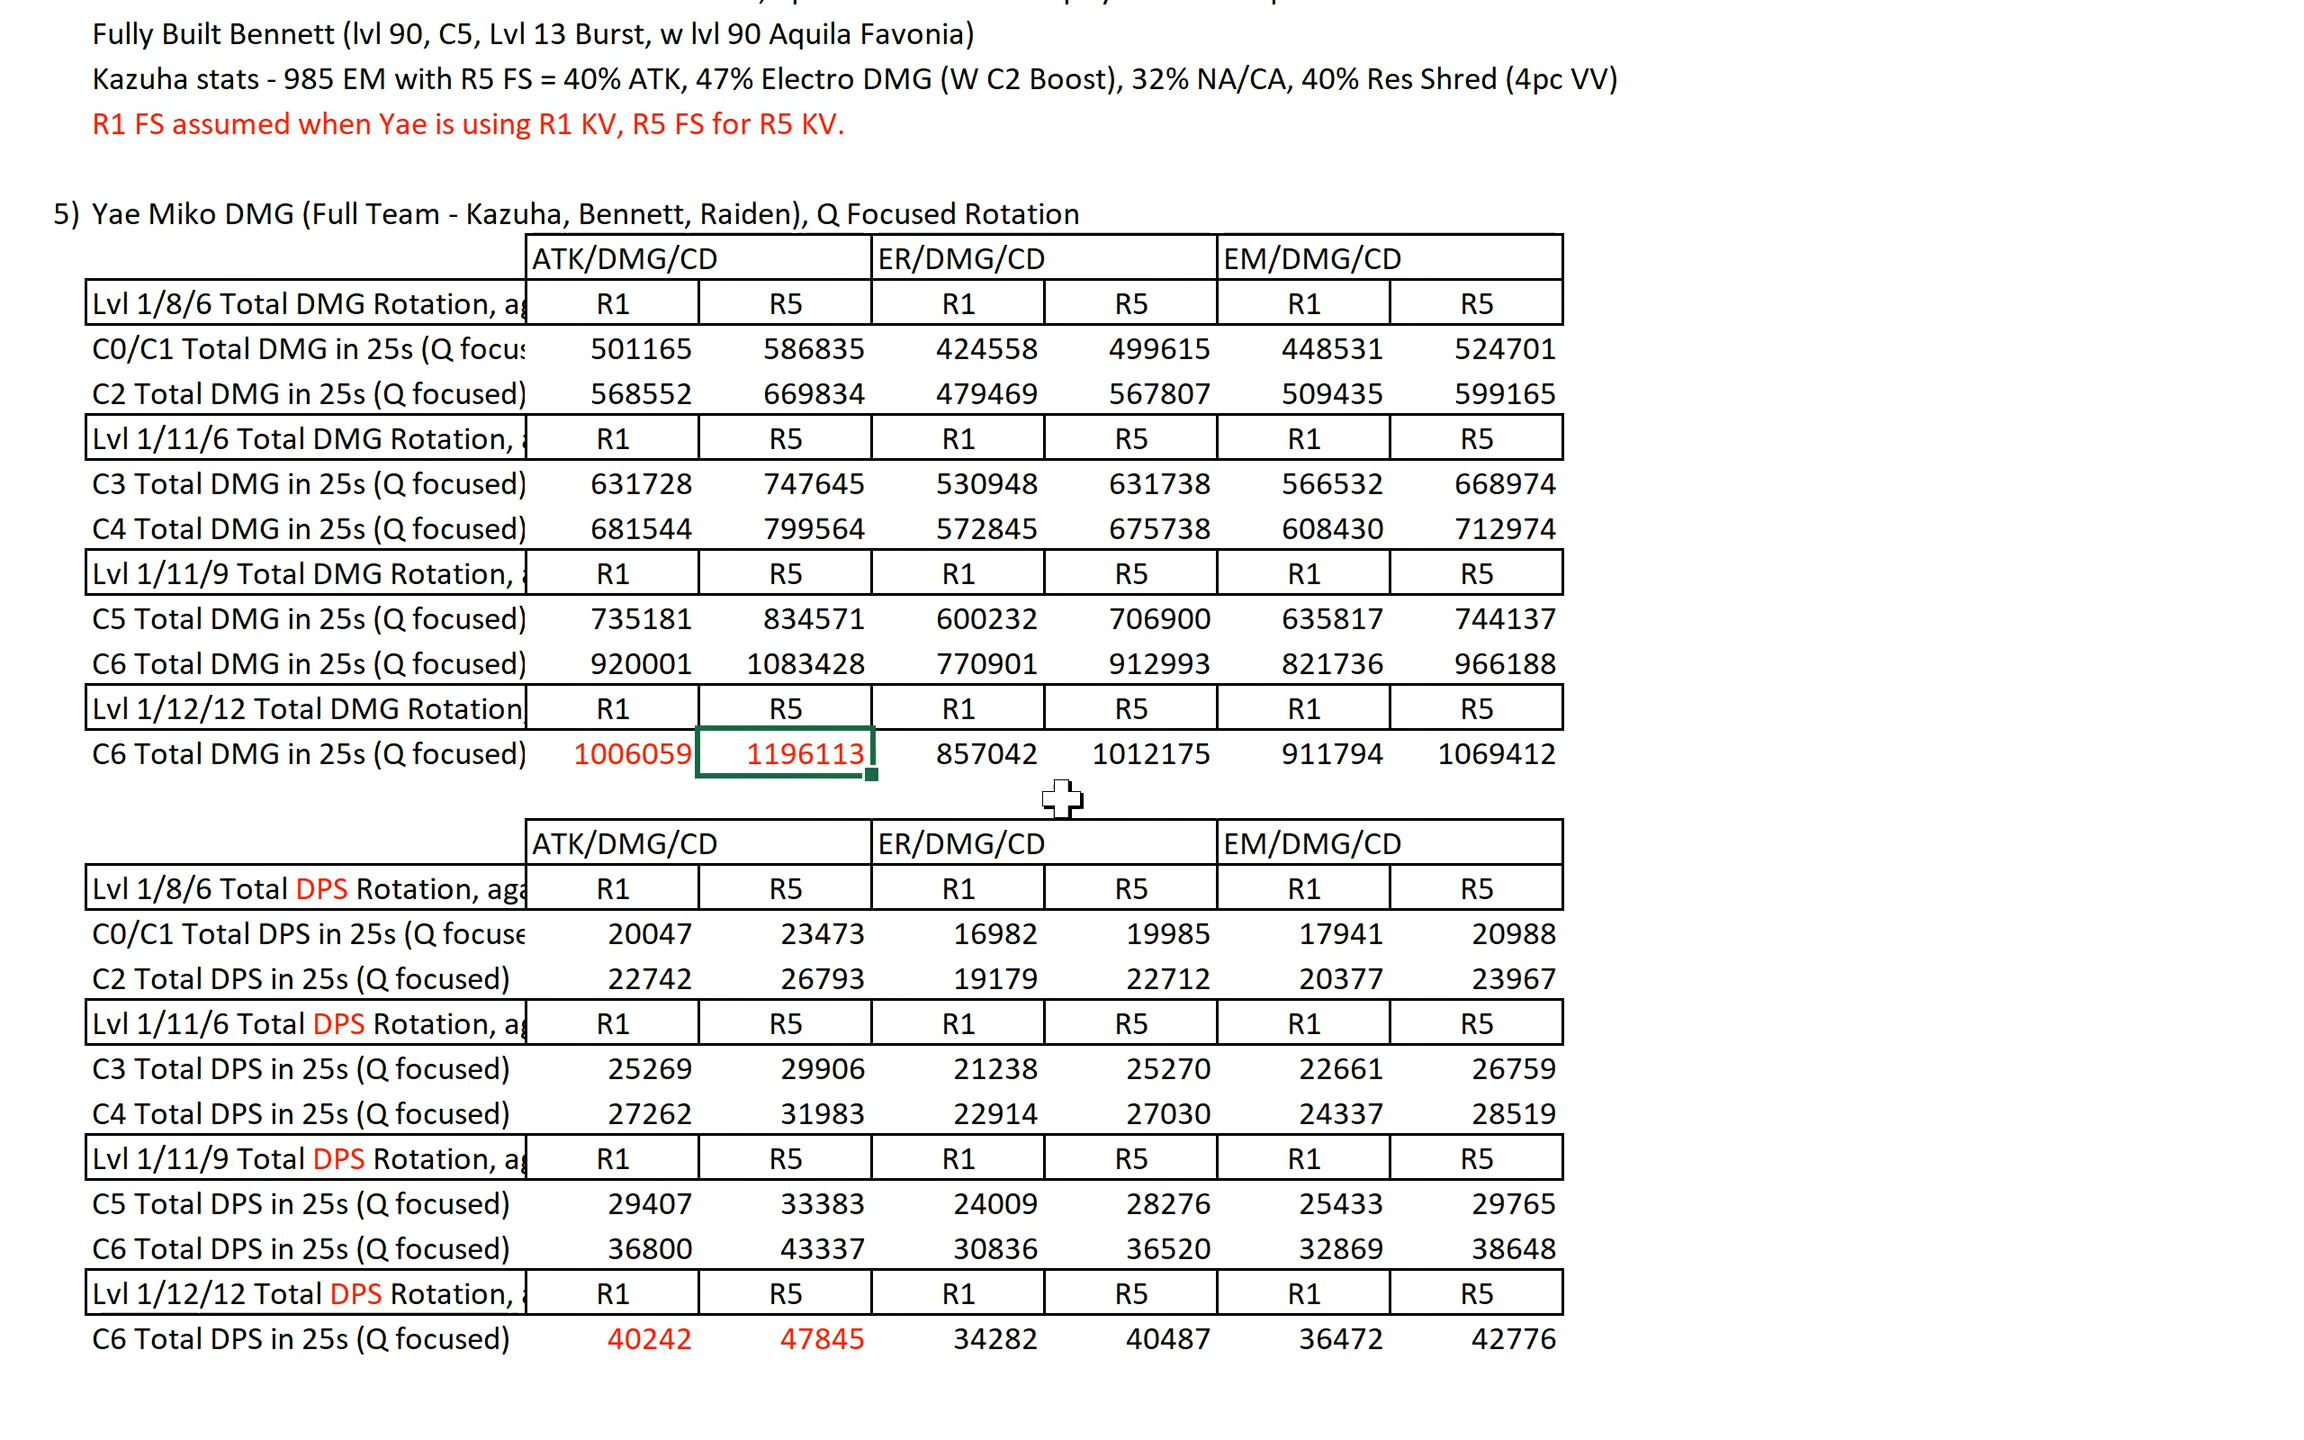 Fully Built Bennett (lvl 90, C5, Lvl 13 Burst, w lvl 90 Aquila Favonia)
Kazuha stats - 985 EM with R5 FS = 40% ATK, 47% Electro DMG (W C2 Boost), 32% NA/CA, 40% Res Shred (4pc VV)
R1 FS assumed when Yae is using R1 KV, R5 FS for R5 KV.
5) Yae Miko DMG (Full Team - Kazuha, Bennett, Raiden), Q Focused Rotation
ATK/DMG/CD ER/DMG/CD EM/DMG/CD
Lvl 1/8/6 Total DMG Rotation, R1 R5 R1 R5 R1 R5
C0/C1 Total DMG in 25s (Q 501165 586835 424558 499615 448531 524701
C2 Total DMG in 25s (Q focused) 568552 669834 479469 567807 509435 599165
Lvl 1/11/6 Total DMG Rotation, R1 R5 R1 R5 R1 R5
C3 Total DMG in 25s (Q focused) 631728 747645 530948 631738 566532 668974
C4 Total DMG in 25s (Q focused) 681544 799564 572845 675738 608430 712974
Lvl 1/11/9 Total DMG Rotation, R1 R5 R1 R5 R1 R5
C5 Total DMG in 25s (Q focused) 735181 834571 600232 706900 635817 744137
C6 Total DMG in 25s (Q focused) 920001 1083428 770901 912993 821736 966188
Lvl 1/12/12 Total DMG Rotation, R1 R5 R1 R5 R1 R5
C6 Total DMG in 25s (Q focused) 1006059 1196113 857042 1012175 911794 1069412
ATK/DMG/CD ER/DMG/CD EM/DMG/CD
Lvl 1/8/6 Total DPS Rotation, R1 R5 R1 R5 R1 R5
C0/C1 Total DPS in 25s (Q 20047 23473 16982 19985 17941 20988
C2 Total DPS in 25s (Q focused) 22742 26793 19179 22712 20377 23967
Lvl 1/11/6 Total DPS Rotation, R1 R5 R1 R5 R1 R5
C3 Total DPS in 25s (Q focused) 25269 29906 21238 25270 22661 26759
C4 Total DPS in 25s (Q focused) 27262 31983 22914 27030 24337 28519
Lvl 1/11/9 Total DPS Rotation, R1 R5 R1 R5 R1 R5
C5 Total DPS in 25s (Q focused) 29407 33383 24009 28276 25433 29765
C6 Total DPS in 25s (Q focused) 36800 43337 30836 36520 32869 38648
Lvl 1/12/12 Total DPS Rotation, R1 R5 R1 R5 R1 R5
C6 Total DPS in 25s (Q focused) 40242 47845 34282 40487 36472 42776